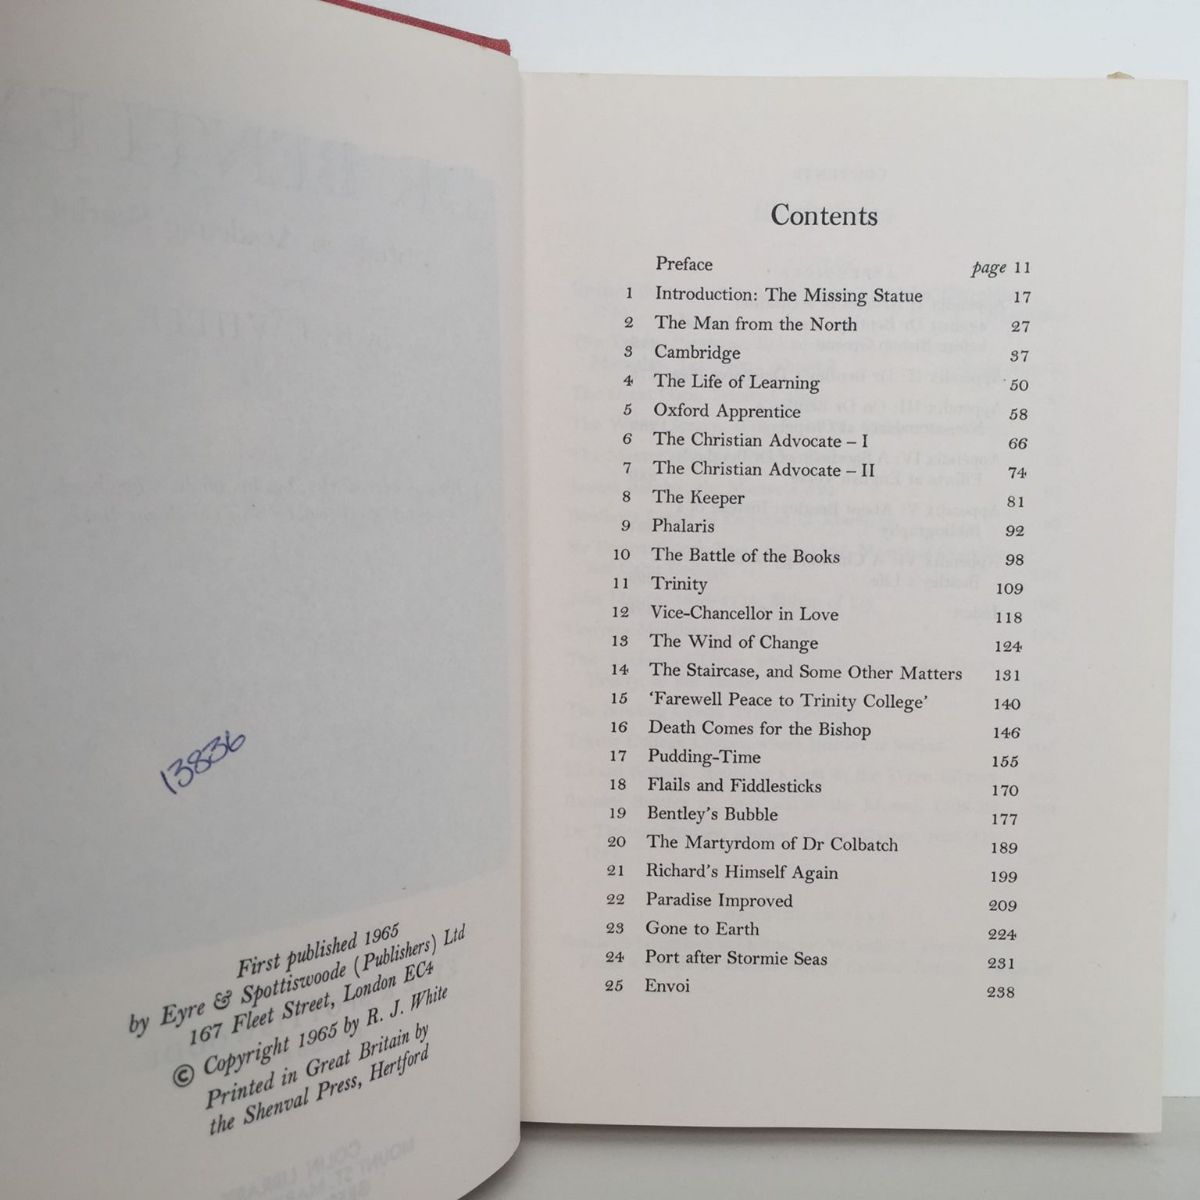 13836
First published 1965
by Eyre & Spottiswoode (Publishers) Ltd
167 Fleet Street, London EC4
© Copyright 1965 by R. J. White
Printed in Great Britain by
the Shenval Press, Hertford
Contents
Preface page 11
1 Introduction: The Missing Statue 17
2 The Man from the North 27
3 Cambridge 37
4 The Life of Learning 50
5 Oxford Apprentice 58
6 The Christian Advocate – I 66
7 The Christian Advocate – II 74
8 The Keeper 81
9 Phalaris 92
10 The Battle of the Books 98
11 Trinity 109
12 Vice-Chancellor in Love 118
13 The Wind of Change 124
14 The Staircase, and Some Other Matters 131
15 ‘Farewell Peace to Trinity College’ 140
16 Death Comes for the Bishop 146
17 Pudding-Time 155
18 Flails and Fiddlesticks 170
19 Bentley's Bubble 177
20 The Martyrdom of Dr Colbatch 189
21 Richard's Himself Again 199
22 Paradise Improved 209
23 Gone to Earth 224
24 Port after Stormie Seas 231
25 Envoi 238